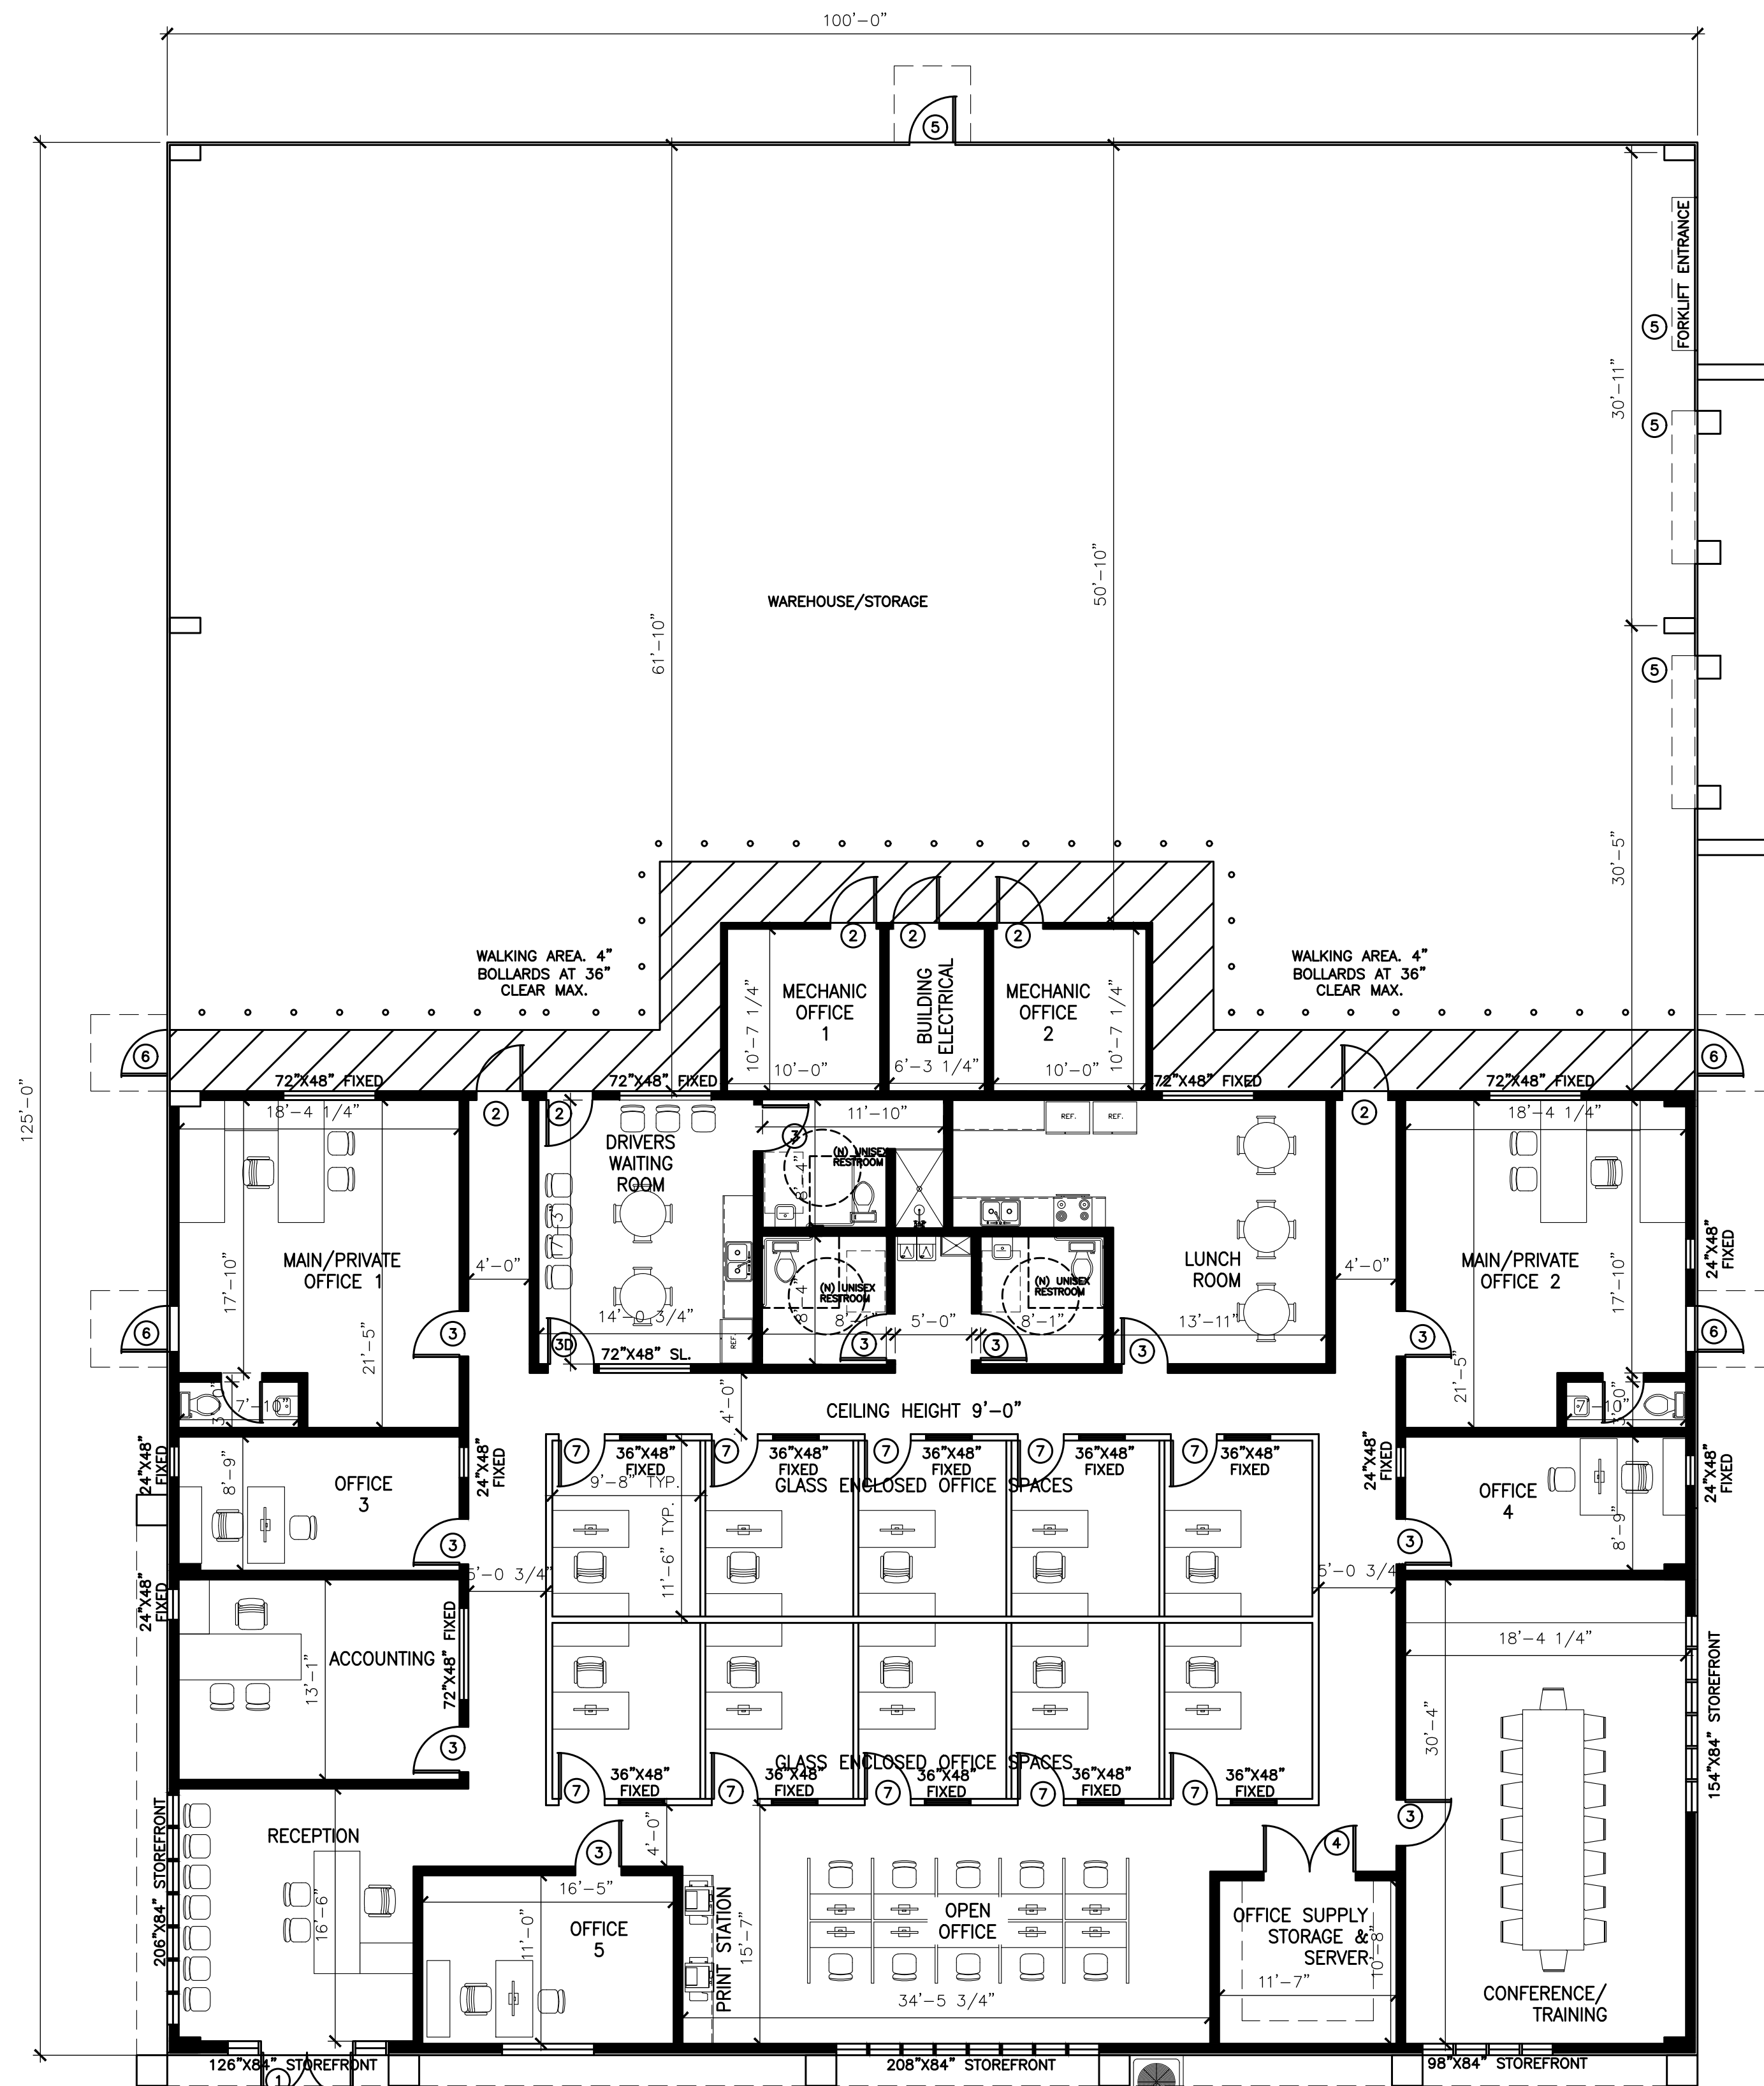 100'-0"
5
FORKLIFT ENTRANCE
5
30'-11"
5
50'-10"
WAREHOUSE/STORAGE
61'-10"
5
30'-5"
125'-0"
WALKING AREA. 4"
BOLLARDS AT 36"
CLEAR MAX.
WALKING AREA. 4"
BOLLARDS AT 36"
CLEAR MAX.
2
2
2
MECHANIC
OFFICE
1
BUILDING
ELECTRICAL
MECHANIC
OFFICE
2
10'-7 1/4"
10'-7 1/4"
10'-0"
6'-3 1/4"
10'-0"
6
6
72"X48" FIXED
72"X48" FIXED
72"X48" FIXED
72"X48" FIXED
18'-4 1/4"
2
2
11'-10"
2
18'-4 1/4"
REF.
REF.
3
DRIVERS
WAITING
ROOM
(N) UNISEX
RESTROOM
8'-4"
MAIN/PRIVATE
OFFICE 1
17'-10"
21'-5"
4'-0"
14'-0 3/4"
REF.
(N) UNISEX
RESTROOM
8'-4"
8'-1"
5'-0"
(N) UNISEX
RESTROOM
8'-1"
LUNCH
ROOM
13'-11"
4'-0"
MAIN/PRIVATE
OFFICE 2
17'-10"
21'-5"
24"X48"
FIXED
6
3
3D
72"X48" SL.
3
3
3
3
6
7'-10"
7'-10"
4'-0"
CEILING HEIGHT 9'-0"
7
7
7
7
7
36"X48"
FIXED
36"X48"
FIXED
36"X48"
FIXED
36"X48"
FIXED
36"X48"
FIXED
GLASS ENCLOSED OFFICE SPACES
9'-8" TYP.
11'-6" TYP.
24"X48"
FIXED
8'-9"
OFFICE
3
24"X48"
FIXED
3
24"X48"
FIXED
OFFICE
4
8'-9"
24"X48"
FIXED
3
5'-0 3/4"
5'-0 3/4"
24"X48"
FIXED
ACCOUNTING
13'-1"
72"X48" FIXED
3
18'-4 1/4"
30'-4"
154"X84" STOREFRONT
GLASS ENCLOSED OFFICE SPACES
36"X48"
FIXED
36"X48"
FIXED
36"X48"
FIXED
36"X48"
FIXED
36"X48"
FIXED
7
7
7
7
7
3
206"X84" STOREFRONT
RECEPTION
16'-6"
3
4'-0"
4
16'-5"
OFFICE
5
11'-0"
PRINT STATION
15'-7"
OPEN
OFFICE
34'-5 3/4"
OFFICE SUPPLY
STORAGE &
SERVER
10'-8"
11'-7"
CONFERENCE/
TRAINING
126"X84" STOREFRONT
1
208"X84" STOREFRONT
98"X84" STOREFRONT